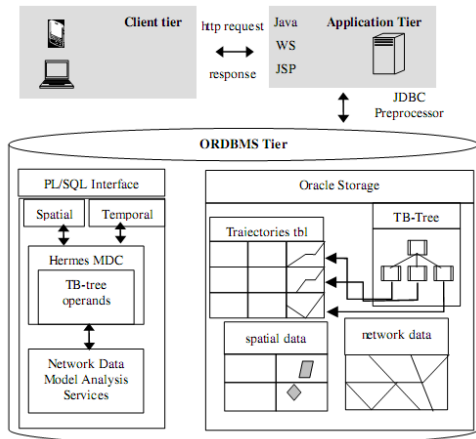 Client tier
http request
response
Java
WS
JSP
Application Tier
JDBC
Preprocessor
ORDBMS Tier
PL/SQL Interface
Spatial
Temporal
Hermes MDC
TB-tree
operands
Network Data
Model Analysis
Services
Oracle Storage
Traiectories tbl
TB-Tree
spatial data
network data